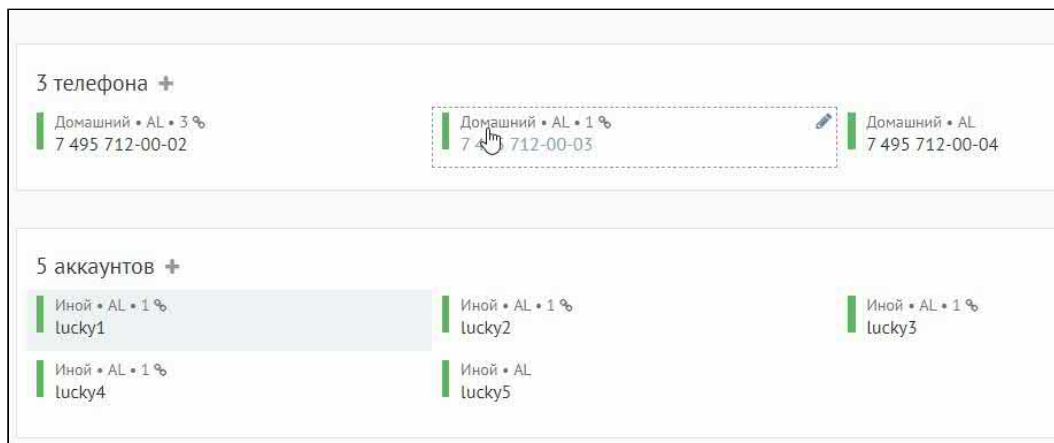 3 телефона +
Домашний • AL • 3
7 495 712-00-02
Домашний • AL • 1
7 495 712-00-03
Домашний • AL
7 495 712-00-04
5 аккаунтов +
Иной • AL • 1
lucky1
Иной • AL • 1
lucky2
Иной • AL • 1
lucky3
Иной • AL • 1
lucky4
Иной • AL
lucky5